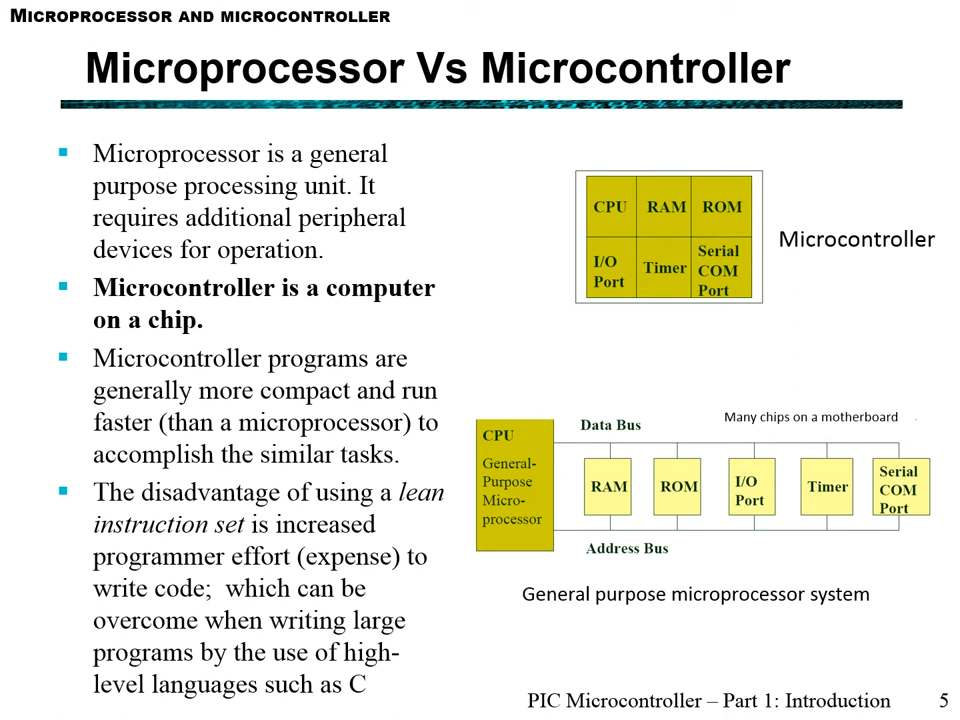 MICROPROCESSOR AND MICROCONTROLLER
Microprocessor Vs Microcontroller
▪ Microprocessor is a general
purpose processing unit. It
requires additional peripheral
devices for operation.
▪ Microcontroller is a computer
on a chip.
▪ Microcontroller programs are
generally more compact and run
faster (than a microprocessor) to
accomplish the similar tasks.
▪ The disadvantage of using a lean
instruction set is increased
programmer effort (expense) to
write code;  which can be
overcome when writing large
programs by the use of high-
level languages such as C
CPU
RAM
ROM
I/O
Port
Timer
Serial
COM
Port
Microcontroller
Many chips on a motherboard
Data Bus
CPU
General-
Purpose
Micro-
processor
RAM
ROM
I/O
Port
Timer
Serial
COM
Port
Address Bus
General purpose microprocessor system
PIC Microcontroller – Part 1: Introduction
5